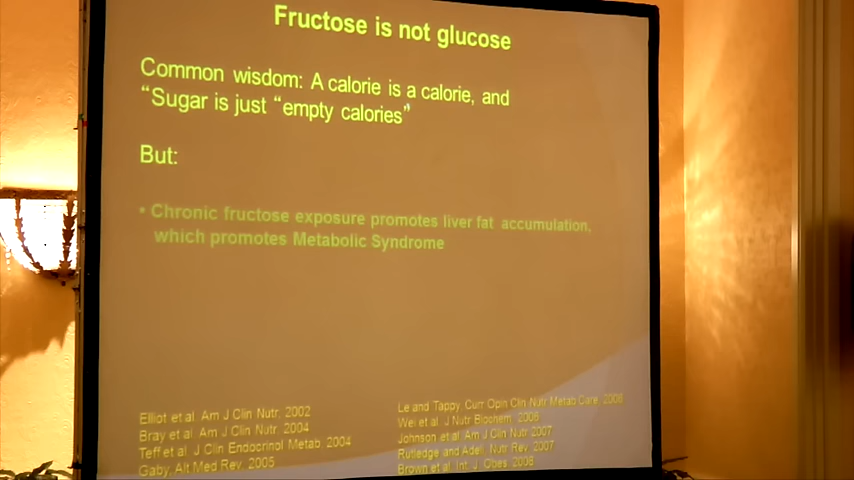 Fructose is not glucose
Common wisdom: A calorie is a calorie, and
“Sugar is just “empty calories”
But:
• Chronic fructose exposure promotes liver fat accumulation,
which promotes Metabolic Syndrome
Elliot et al. Am J Clin Nutr, 2002
Bray et al. Am J Clin Nutr. 2004
Teff et al. J Clin Endocrinol Metab. 2004
Gaby, Alt Med Rev. 2005
Le and Tappy, Curr Opin Clin Nutr Metab Care, 2006
Wei et al. J Nutr Biochem. 2006
Johnson et al. Am J Clin Nutr 2007
Rutledge and Adeli, Nutr Rev. 2007
Brown et al. Int. J. Obes. 2008